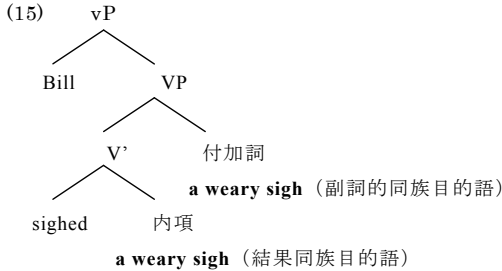 (15) vP
Bill VP
V’ 付加詞
a weary sigh（副詞的同族目的語）
sighed 内項
a weary sigh（結果同族目的語）